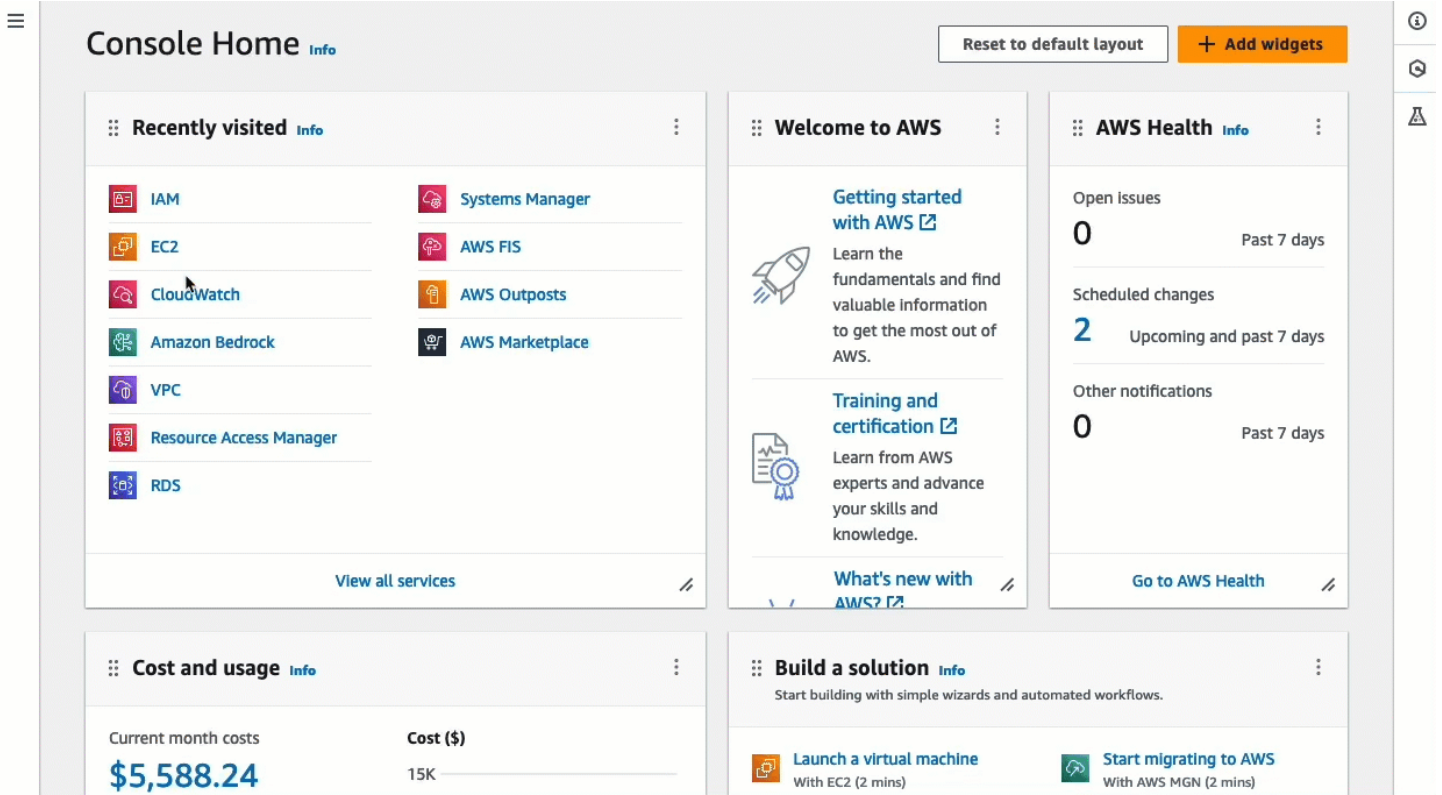 Console Home Info
Reset to default layout
+ Add widgets
Recently visited Info
IAM
EC2
CloudWatch
Amazon Bedrock
VPC
Resource Access Manager
RDS
Systems Manager
AWS FIS
AWS Outposts
AWS Marketplace
View all services
Welcome to AWS
Getting started
with AWS
Learn the
fundamentals and find
valuable information
to get the most out of
AWS.
Training and
certification
Learn from AWS
experts and advance
your skills and
knowledge.
What's new with
AWS?
AWS Health Info
Open issues
0
Past 7 days
Scheduled changes
2
Upcoming and past 7 days
Other notifications
0
Past 7 days
Go to AWS Health
Cost and usage Info
Current month costs
$5,588.24
Cost ($)
15K
Build a solution Info
Start building with simple wizards and automated workflows.
Launch a virtual machine
With EC2 (2 mins)
Start migrating to AWS
With AWS MGN (2 mins)